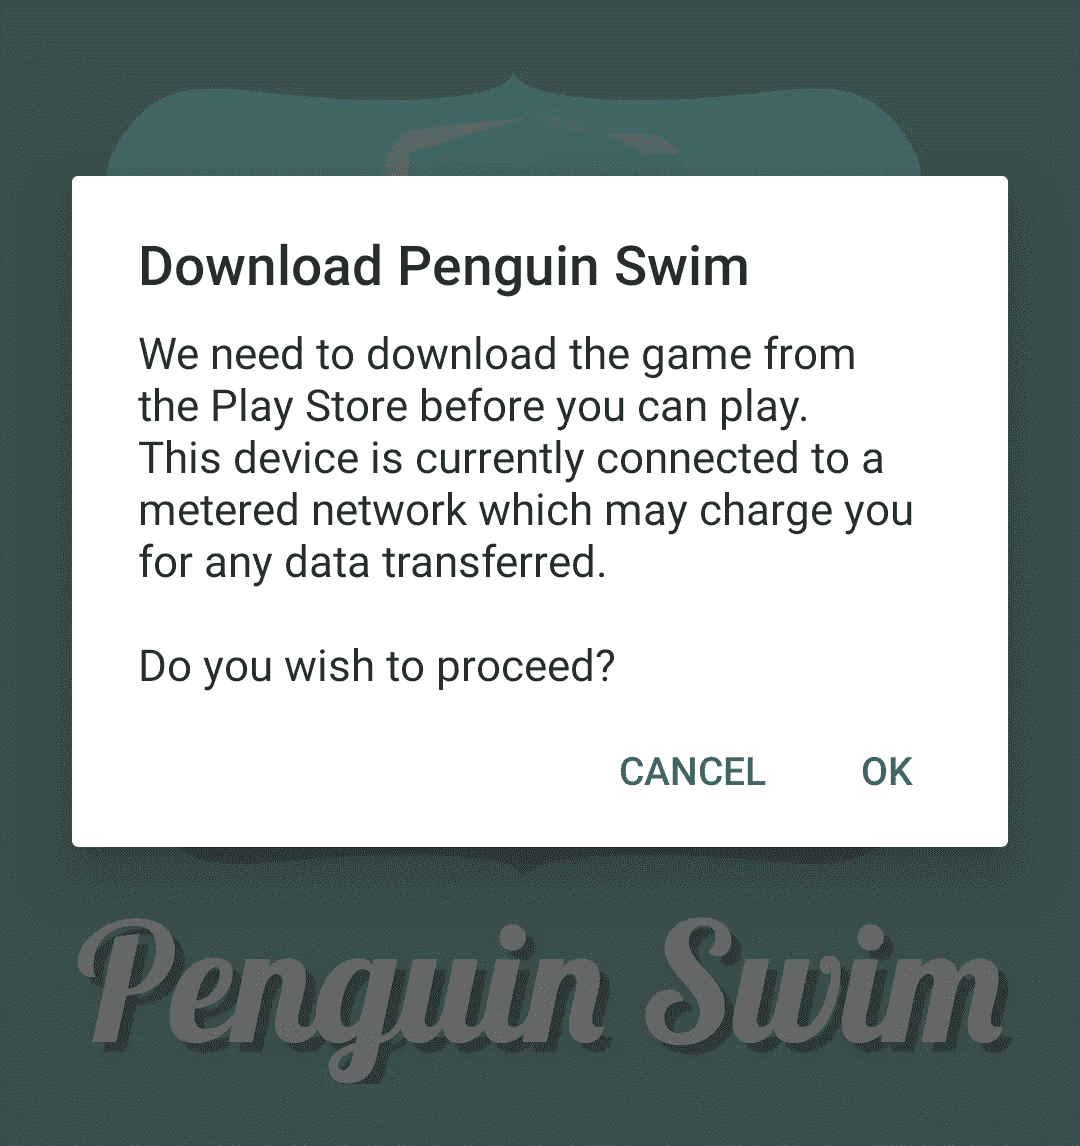 Download Penguin Swim
We need to download the game from
the Play Store before you can play.
This device is currently connected to a
metered network which may charge you
for any data transferred.
Do you wish to proceed?
CANCEL OK
Penguin Swim